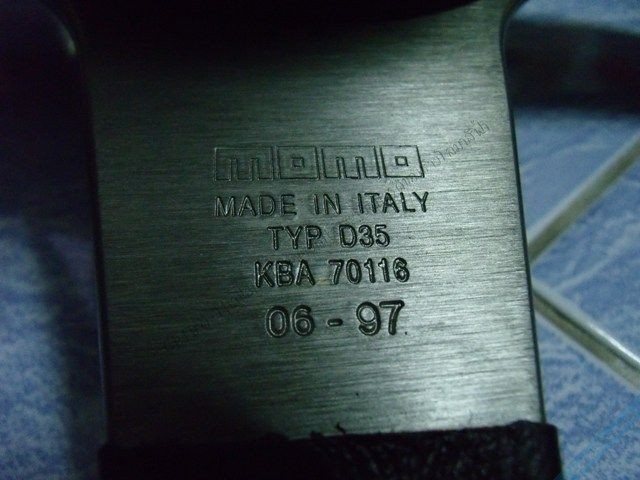 momo
MADE IN ITALY
TYP D35
KBA 70116
06 - 97